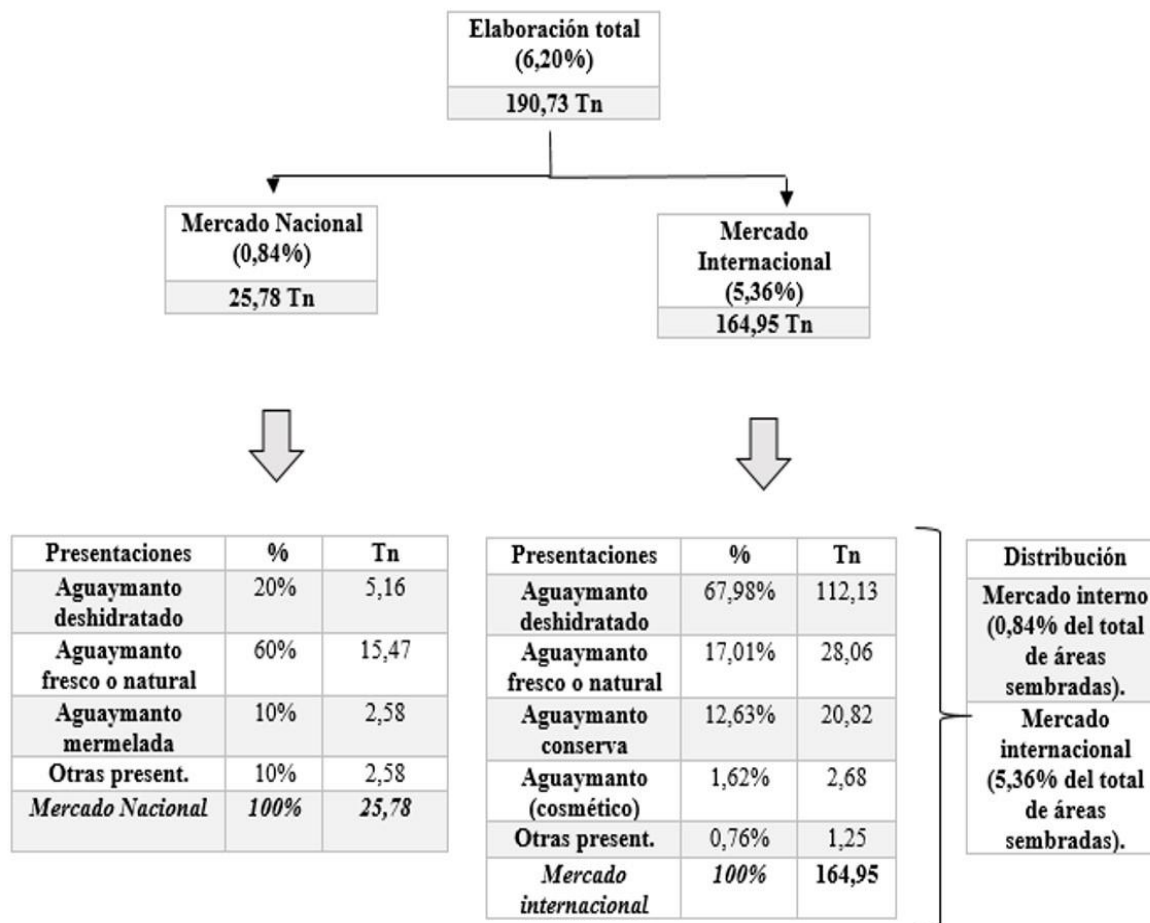 Elaboración total
(6,20%)
190,73 Tn
Mercado Nacional
(0,84%)
25,78 Tn
Mercado
Internacional
(5,36%)
164,95 Tn
Presentaciones % Tn
Aguaymanto
deshidratado
20% 5,16
Aguaymanto
fresco o natural
60% 15,47
Aguaymanto
mermelada
10% 2,58
Otras present. 10% 2,58
Mercado Nacional 100% 25,78
Presentaciones % Tn
Aguaymanto
deshidratado
67,98% 112,13
Aguaymanto
fresco o natural
17,01% 28,06
Aguaymanto
conserva
12,63% 20,82
Aguaymanto
(cosmético)
1,62% 2,68
Otras present. 0,76% 1,25
Mercado
internacional
100% 164,95
Distribución
Mercado interno
(0,84% del total
de áreas
sembradas).
Mercado
internacional
(5,36% del total
de áreas
sembradas).